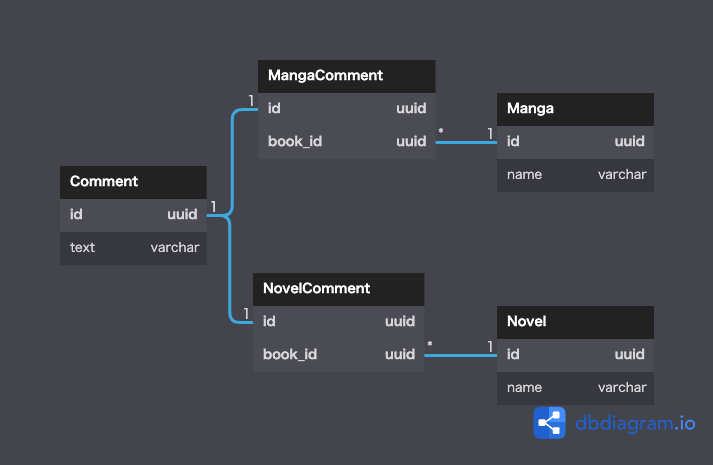 MangaComment
1
id uuid
book_id uuid
*
Manga
1
id uuid
name varchar
Comment
id uuid
1
text varchar
NovelComment
1
id uuid
book_id uuid
*
Novel
1
id uuid
name varchar
dbdiagram.io